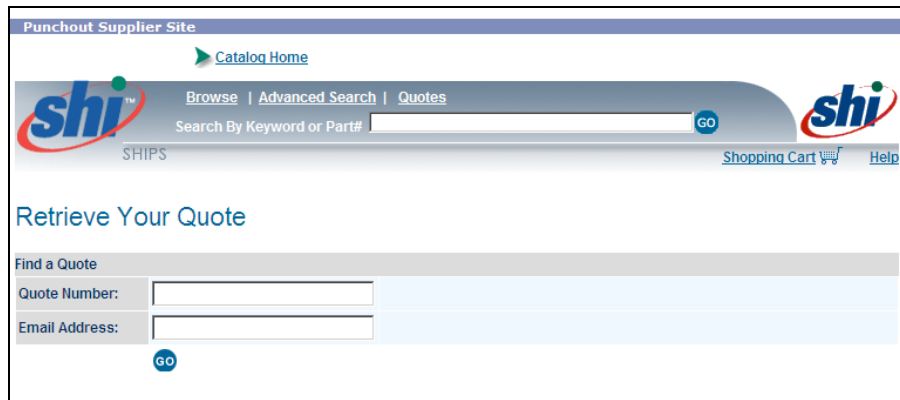 Punchout Supplier Site
Catalog Home
shi™
Browse | Advanced Search | Quotes
Search By Keyword or Part# GO
shi
SHIPS
Shopping Cart Help
Retrieve Your Quote
Find a Quote
Quote Number:
Email Address:
GO